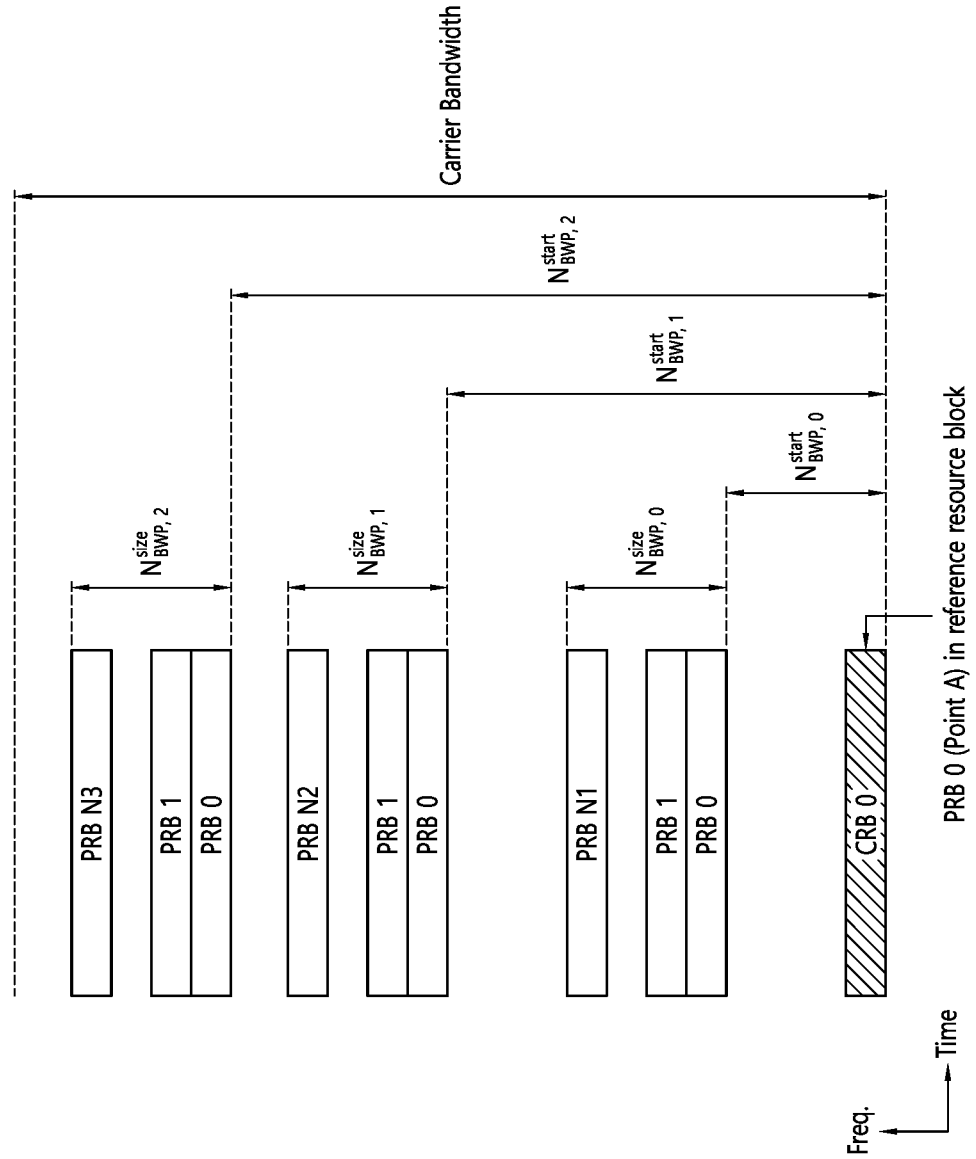 Carrier Bandwidth
N^start_BWP, 2
N^start_BWP, 1
N^start_BWP, 0
N^size_BWP, 2
N^size_BWP, 1
N^size_BWP, 0
PRB N3
PRB 1
PRB 0
PRB N2
PRB 1
PRB 0
PRB N1
PRB 1
PRB 0
CRB 0
PRB 0 (Point A) in reference resource block
Freq.
Time